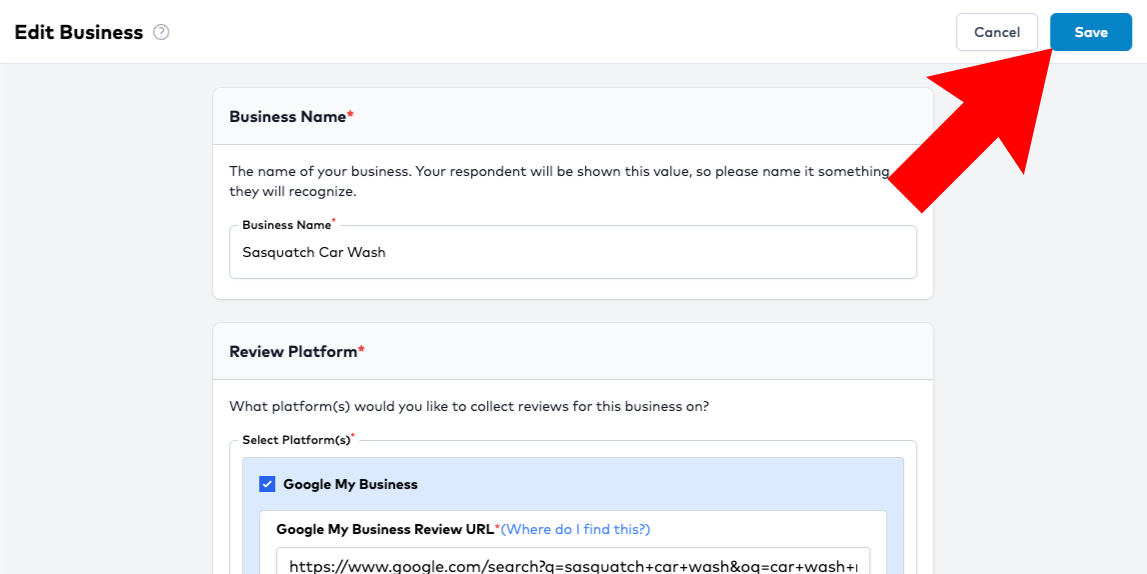 Edit Business ?
Cancel
Save
Business Name*
The name of your business. Your respondent will be shown this value, so please name it something
they will recognize.
Business Name*
Sasquatch Car Wash
Review Platform*
What platform(s) would you like to collect reviews for this business on?
Select Platform(s)*
Google My Business
Google My Business Review URL*(Where do I find this?)
https://www.google.com/search?q=sasquatch+car+wash&oq=car+wash+